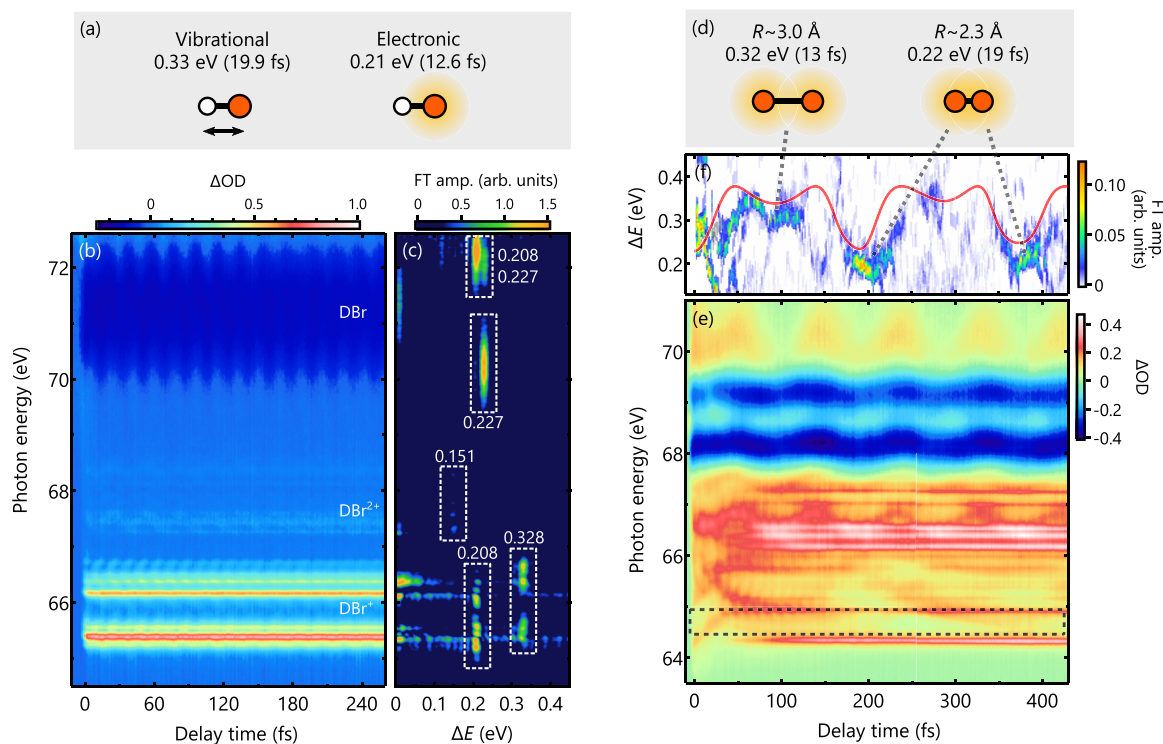 (a)
Vibrational
0.33 eV (19.9 fs)
Electronic
0.21 eV (12.6 fs)
ΔOD
0 0.5 1.0
FT amp. (arb. units)
0 0.5 1.0 1.5
(b)
DBr
DBr2+
DBr+
72
70
68
66
Photon energy (eV)
0 60 120 180 240
Delay time (fs)
(c)
0.208
0.227
0.227
0.151
0.208
0.328
0 0.1 0.2 0.3 0.4
ΔE (eV)
(d)
R~3.0 Å
0.32 eV (13 fs)
R~2.3 Å
0.22 eV (19 fs)
(f)
0.4
0.3
0.2
ΔE (eV)
0.10
0.05
0
FT amp.
(arb. units)
(e)
70
68
66
64
Photon energy (eV)
0.4
0.2
0
-0.2
-0.4
ΔOD
0 100 200 300 400
Delay time (fs)